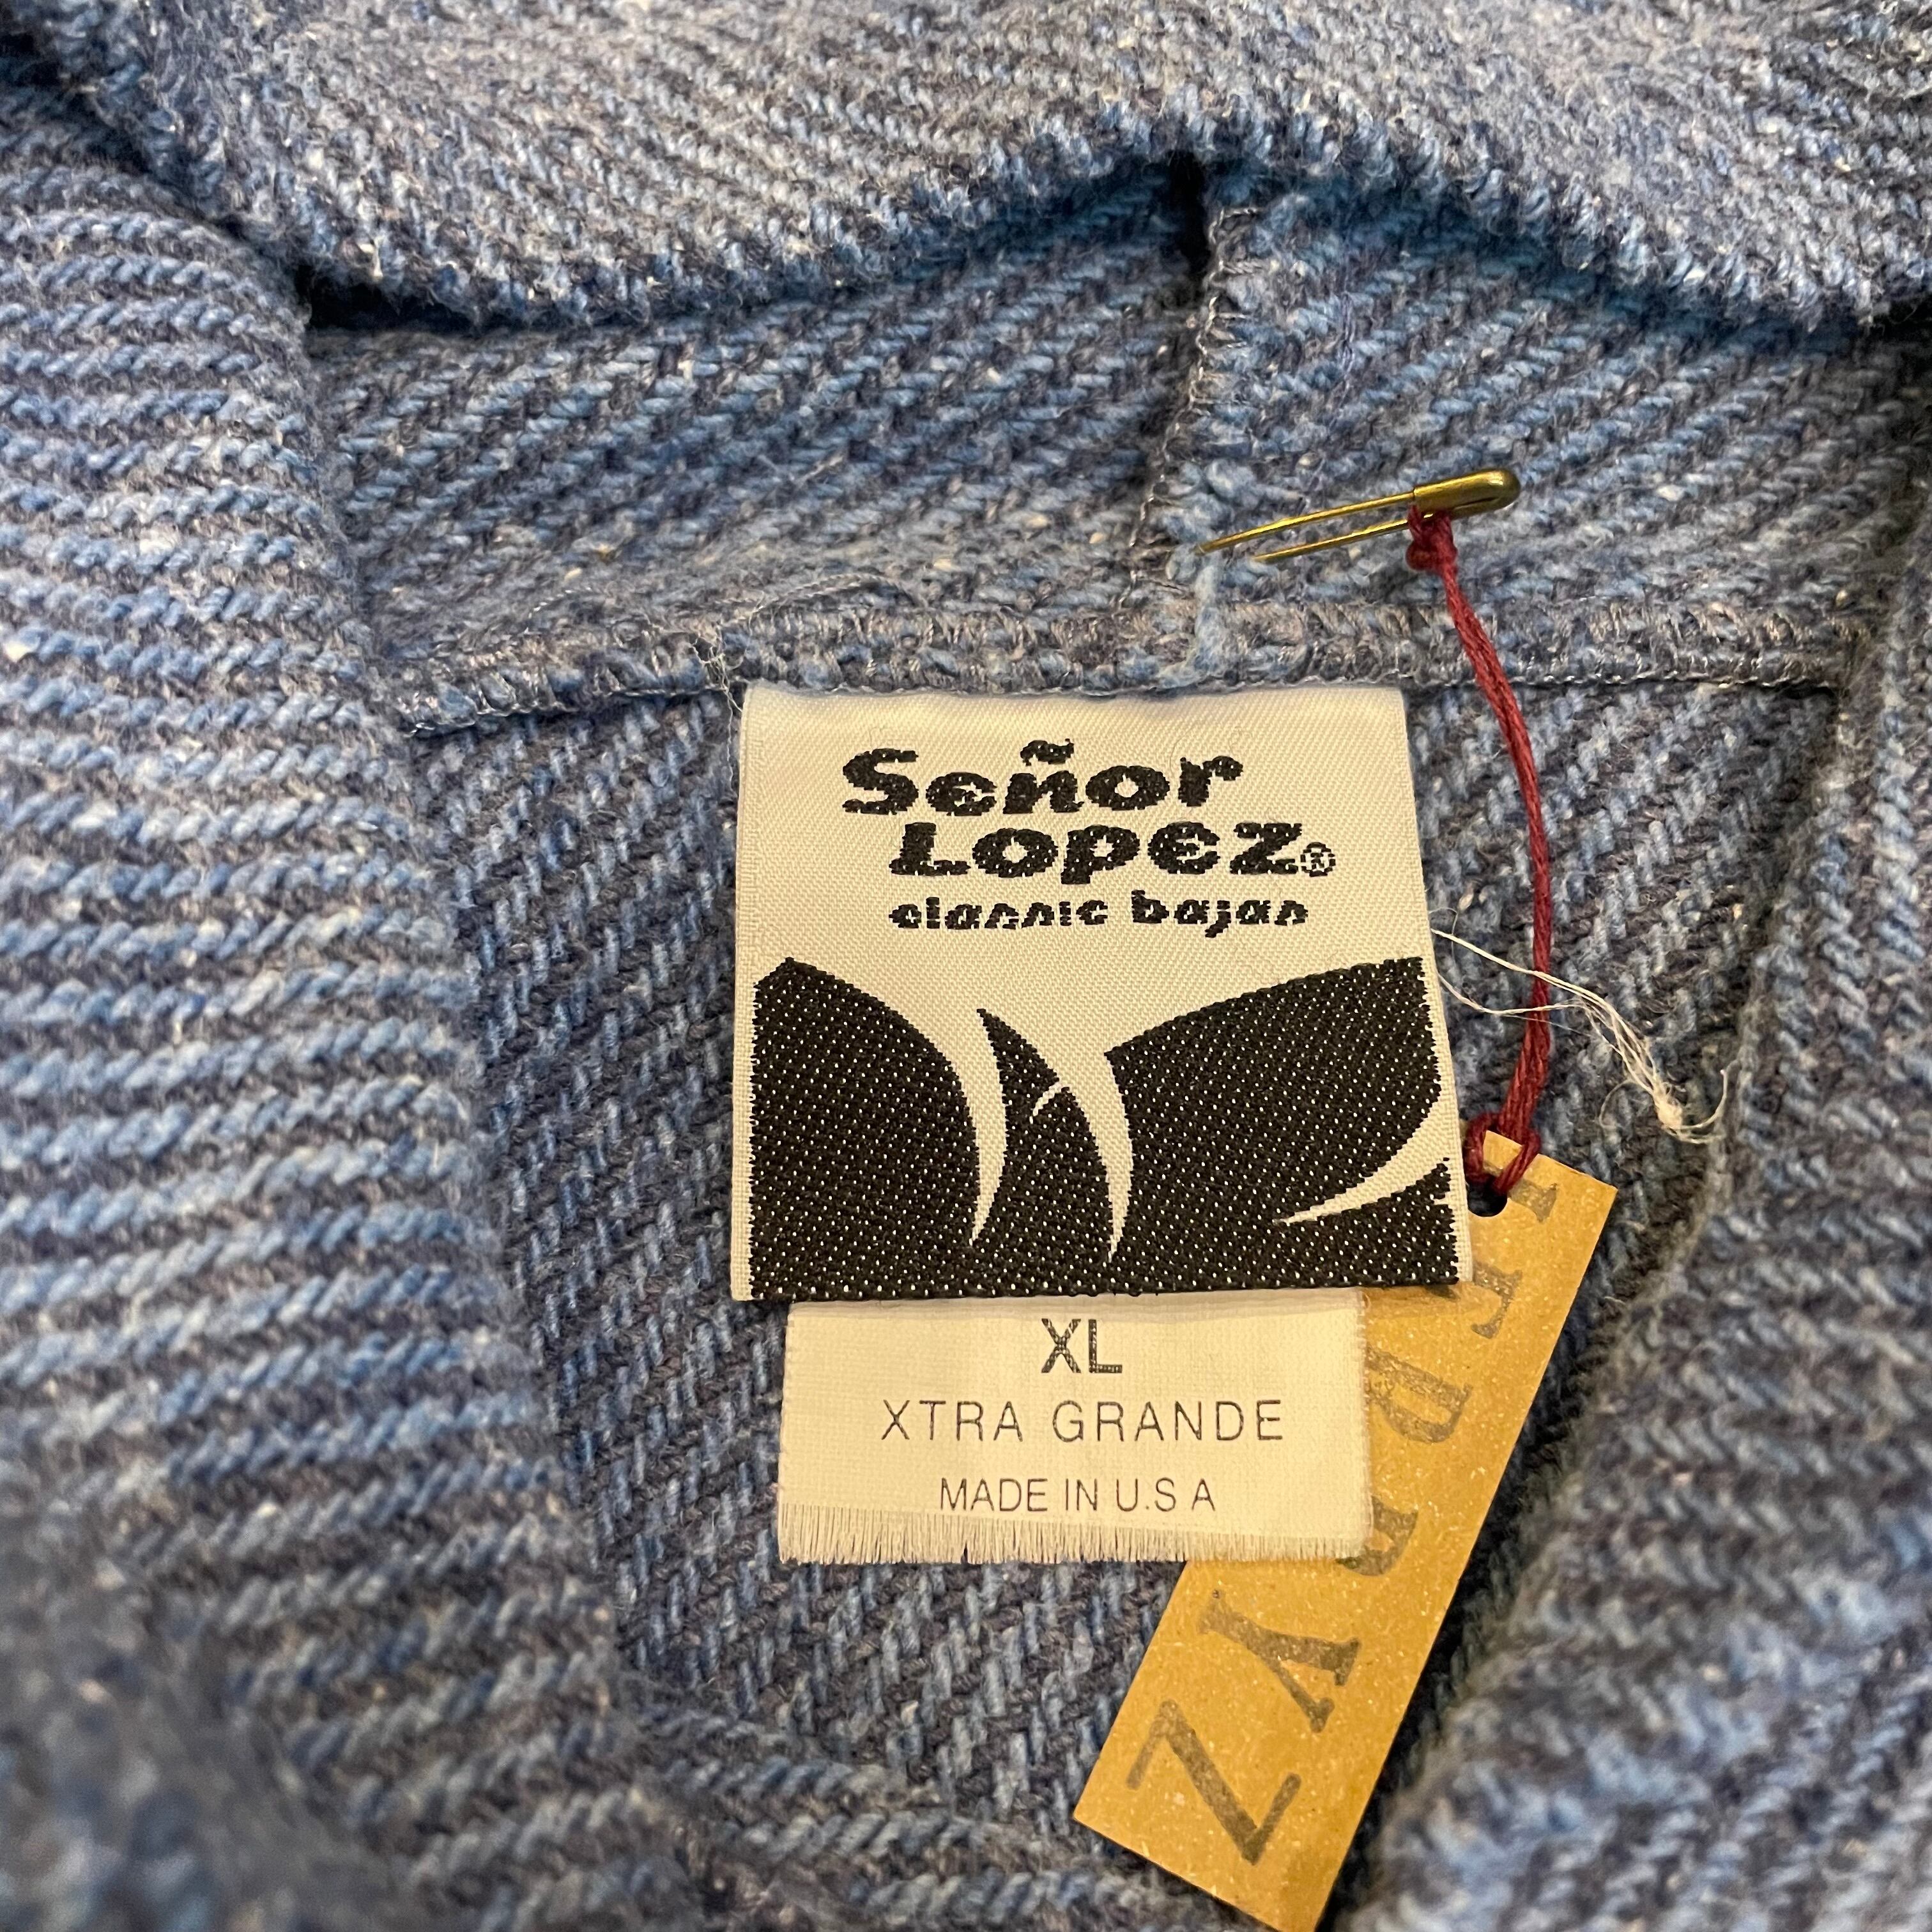 Señor
Lopez®
classic bajas
XL
XTRA GRANDE
MADE IN U.S A